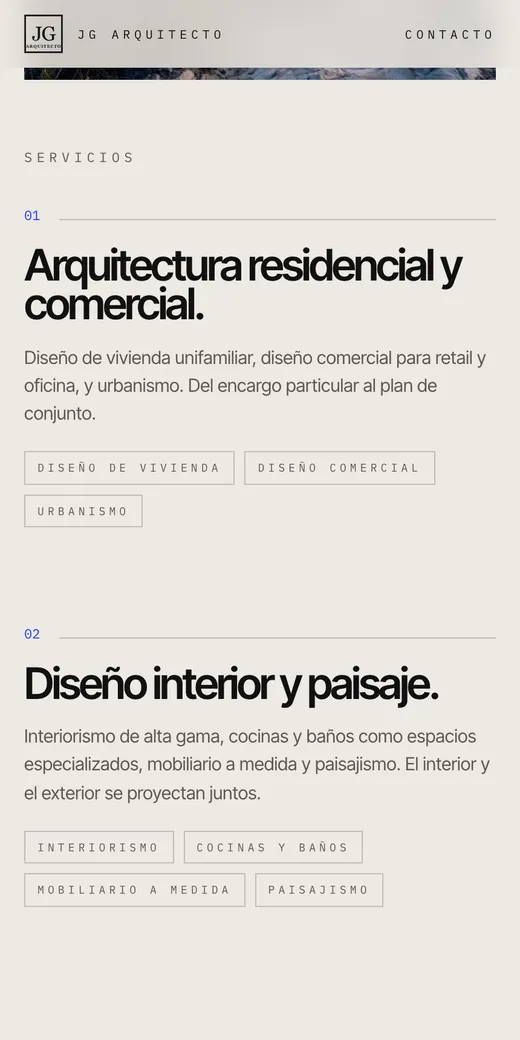 JG
ARQUITECTO
JG ARQUITECTO
CONTACTO
SERVICIOS
01
Arquitectura residencial y
comercial.
Diseño de vivienda unifamiliar, diseño comercial para retail y
oficina, y urbanismo. Del encargo particular al plan de
conjunto.
DISEÑO DE VIVIENDA
DISEÑO COMERCIAL
URBANISMO
02
Diseño interior y paisaje.
Interiorismo de alta gama, cocinas y baños como espacios
especializados, mobiliario a medida y paisajismo. El interior y
el exterior se proyectan juntos.
INTERIORISMO
COCINAS Y BAÑOS
MOBILIARIO A MEDIDA
PAISAJISMO